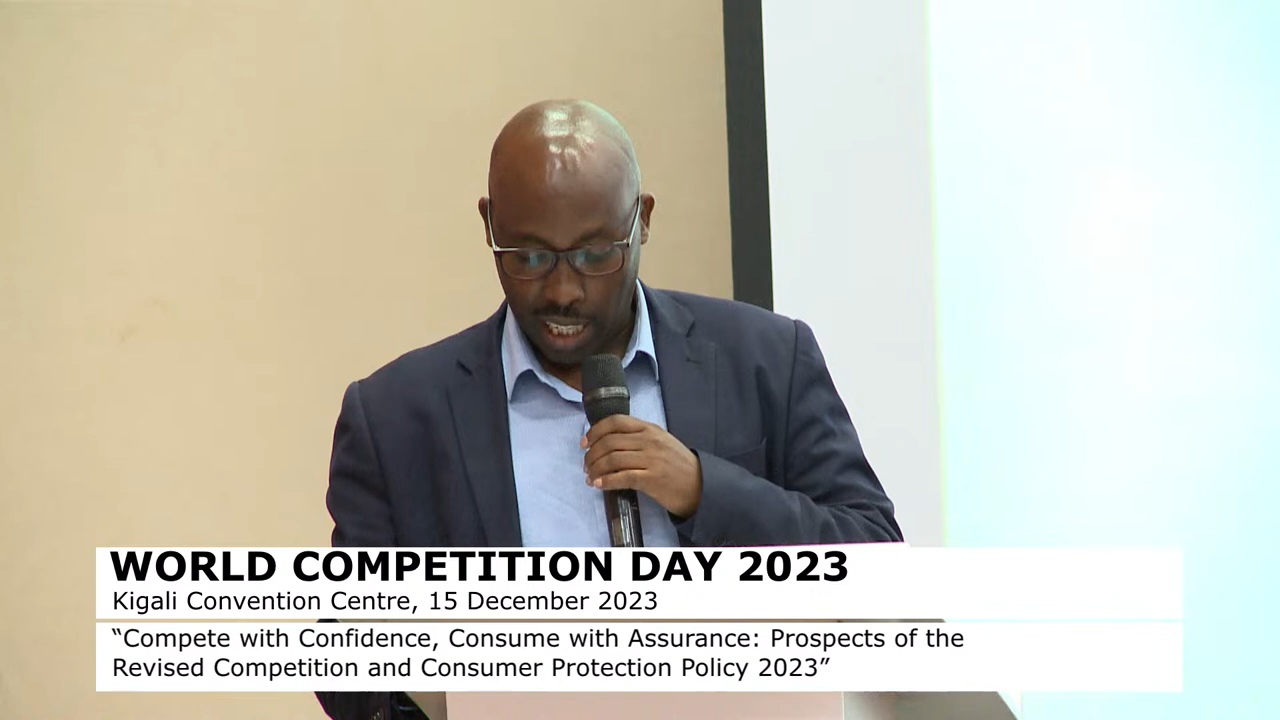 WORLD COMPETITION DAY 2023
Kigali Convention Centre, 15 December 2023
“Compete with Confidence, Consume with Assurance: Prospects of the
Revised Competition and Consumer Protection Policy 2023”